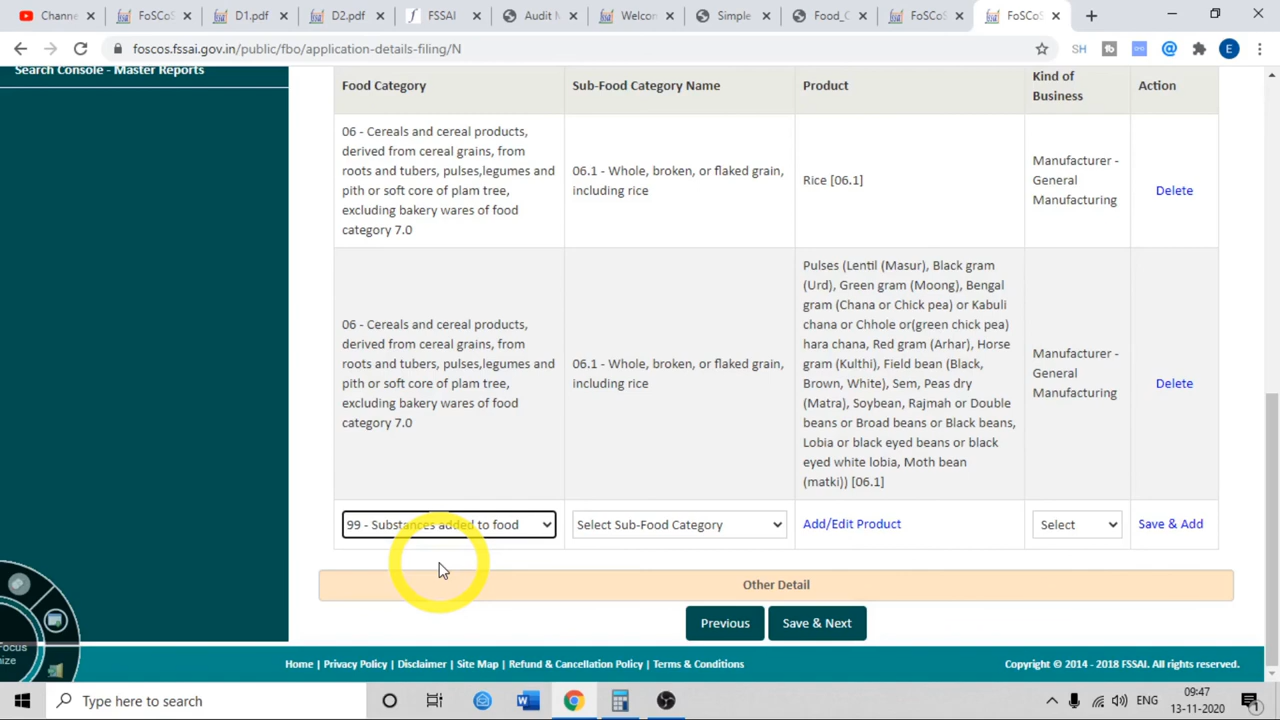 Channe
FoSCoS
D1.pdf
D2.pdf
FSSAI
Audit M
Welcon
Simple
Food_C
FoSCoS
FoSCoS
foscos.fssai.gov.in/public/fbo/application-details-filing/N
SH
E
Search Console - Master Reports
Food Category
Sub-Food Category Name
Product
Kind of
Business
Action
06 - Cereals and cereal products,
derived from cereal grains, from
roots and tubers, pulses,legumes and
pith or soft core of plam tree,
excluding bakery wares of food
category 7.0
06.1 - Whole, broken, or flaked grain,
including rice
Rice [06.1]
Manufacturer -
General
Manufacturing
Delete
06 - Cereals and cereal products,
derived from cereal grains, from
roots and tubers, pulses,legumes and
pith or soft core of plam tree,
excluding bakery wares of food
category 7.0
06.1 - Whole, broken, or flaked grain,
including rice
Pulses (Lentil (Masur), Black gram
(Urd), Green gram (Moong), Bengal
gram (Chana or Chick pea) or Kabuli
chana or Chhole or(green chick pea)
hara chana, Red gram (Arhar), Horse
gram (Kulthi), Field bean (Black,
Brown, White), Sem, Peas dry
(Matra), Soybean, Rajmah or Double
beans or Broad beans or Black beans,
Lobia or black eyed beans or black
eyed white lobia, Moth bean
(matki)) [06.1]
Manufacturer -
General
Manufacturing
Delete
99 - Substances added to food
Select Sub-Food Category
Add/Edit Product
Select
Save & Add
Other Detail
Previous
Save & Next
Home | Privacy Policy | Disclaimer | Site Map | Refund & Cancellation Policy | Terms & Conditions
Copyright © 2014 - 2018 FSSAI. All rights reserved.
Focus
ize
Type here to search
ENG
09:47
13-11-2020